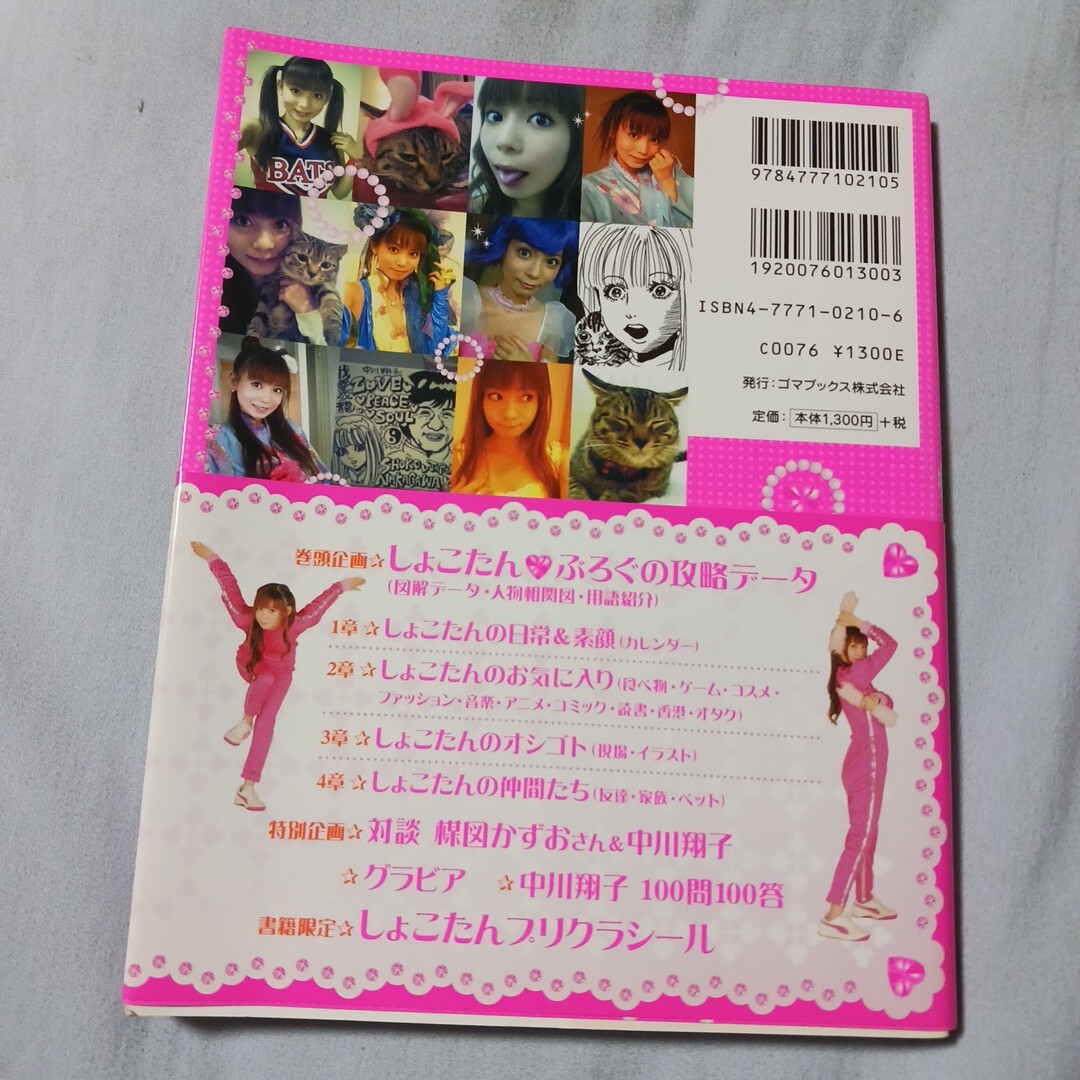 BATS
9784777102105
1920076013003
ISBN4-7771-0210-6
C0076 ¥1300E
発行：ゴマブックス株式会社
定価： 本体1,300円 +税
中川翔子
LOVE
PEACE
SOUL
SHOKO
NAKAGAWA
巻頭企画☆しょこたん♥ぶろぐの攻略データ
(図解データ・人物相関図・用語紹介)
1章☆しょこたんの日常&素顔(カレンダー)
2章☆しょこたんのお気に入り(食べ物・ゲーム・コスメ・
ファッション・音楽・アニメ・コミック・読書・香港・オタク)
3章☆しょこたんのオシゴト(現場・イラスト)
4章☆しょこたんの仲間たち(友達・家族・ペット)
特別企画☆対談 楳図かずおさん&中川翔子
☆グラビア ☆中川翔子 100問100答
書籍限定☆しょこたんプリクラシール